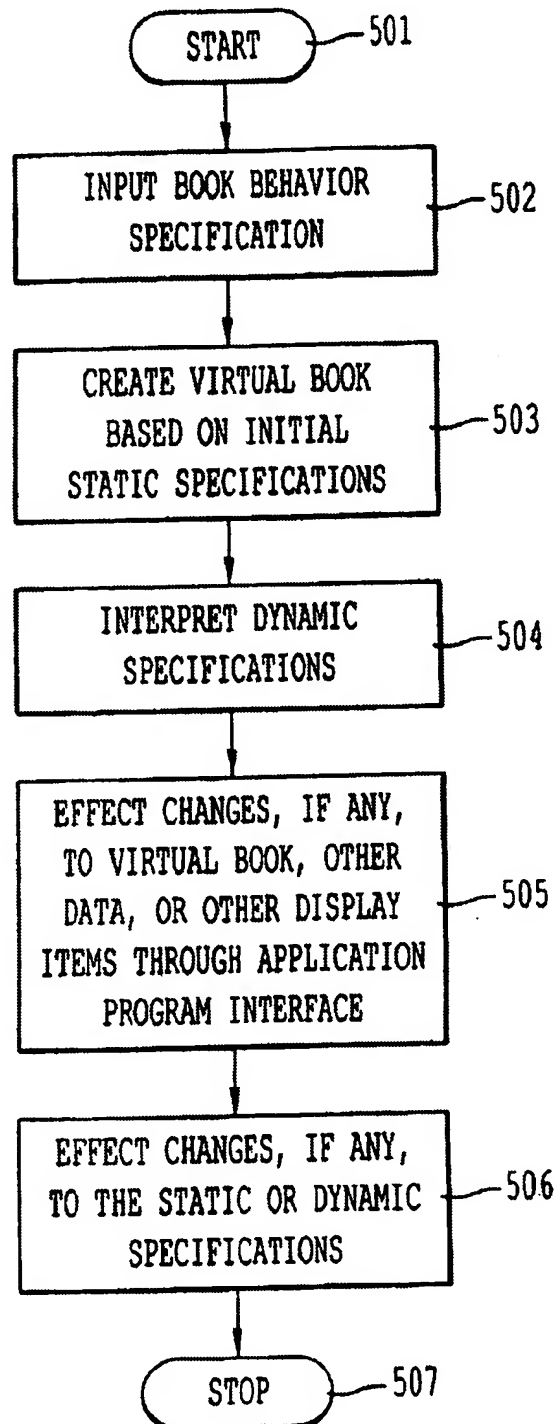 START
501
INPUT BOOK BEHAVIOR
SPECIFICATION
502
CREATE VIRTUAL BOOK
BASED ON INITIAL
STATIC SPECIFICATIONS
503
INTERPRET DYNAMIC
SPECIFICATIONS
504
EFFECT CHANGES, IF ANY,
TO VIRTUAL BOOK, OTHER
DATA, OR OTHER DISPLAY
ITEMS THROUGH APPLICATION
PROGRAM INTERFACE
505
EFFECT CHANGES, IF ANY,
TO THE STATIC OR DYNAMIC
SPECIFICATIONS
506
STOP
507